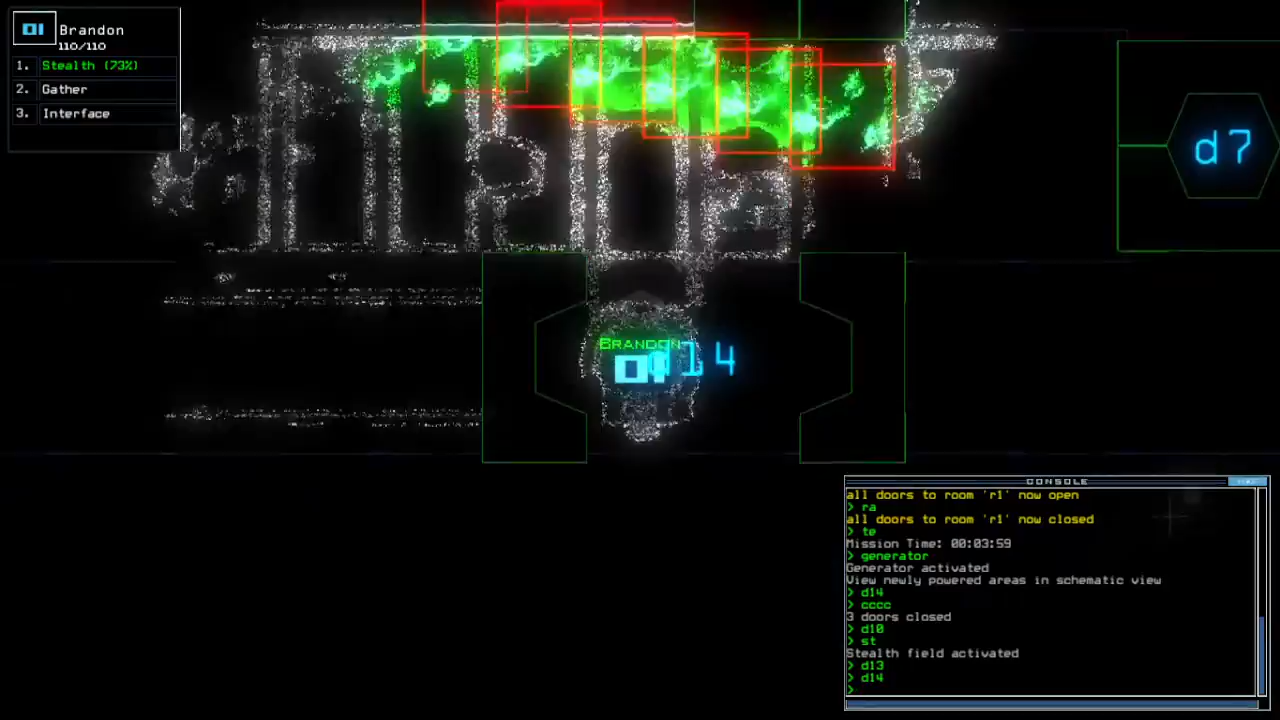 01 Brandon
110/110
1. Stealth (73%)
2. Gather
3. Interface
d7
BRANDON
d14
CONSOLE
all doors to room 'r1' now open
> ra
all doors to room 'r1' now closed
> te
Mission Time: 00:03:59
> generator
Generator activated
View newly powered areas in schematic view
> d14
> cccc
3 doors closed
> d10
> st
Stealth field activated
> d13
> d14
>